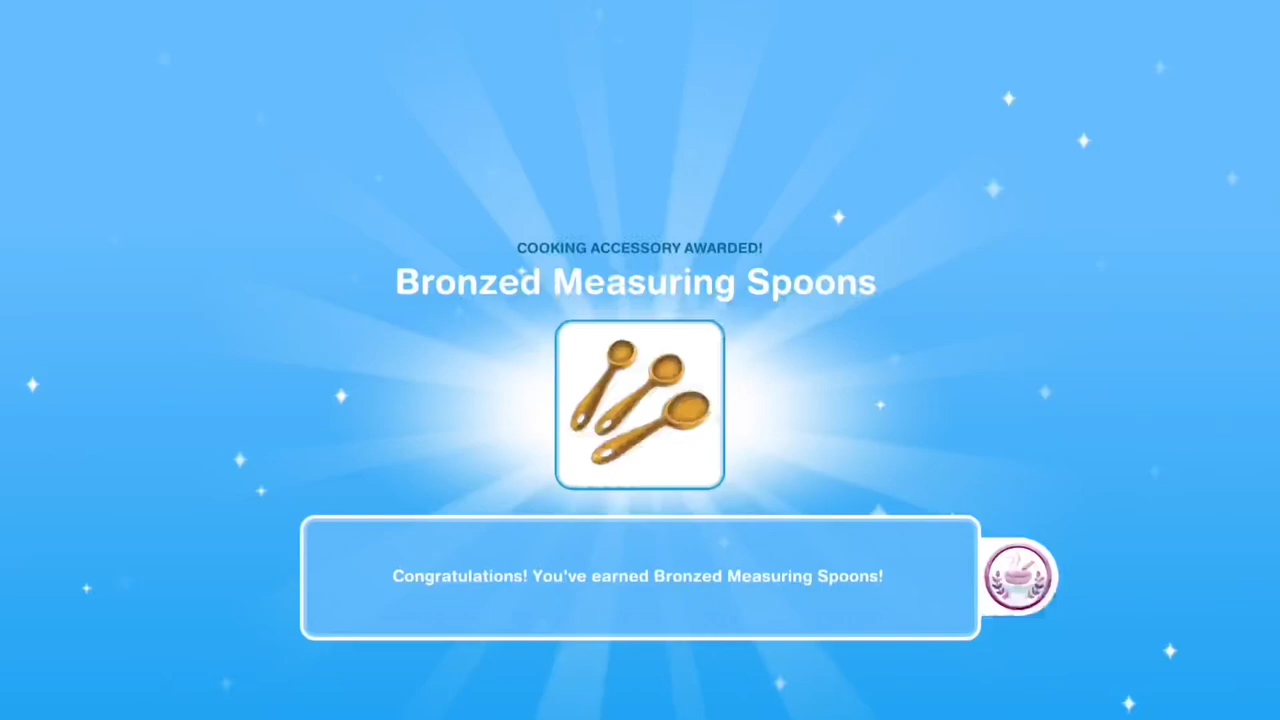 COOKING ACCESSORY AWARDED!
Bronzed Measuring Spoons
Congratulations! You've earned Bronzed Measuring Spoons!